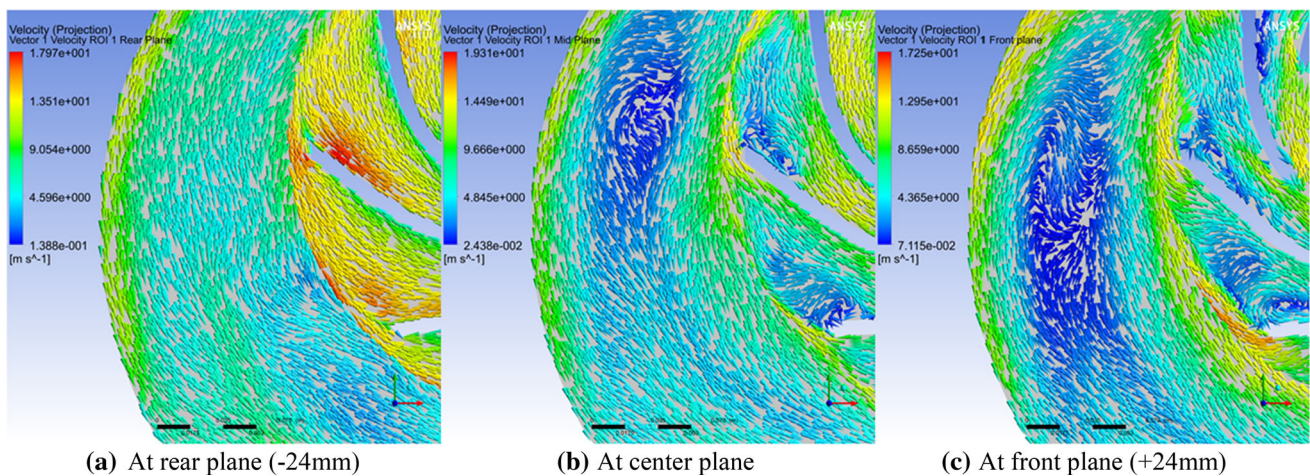 Velocity (Projection)
Vector 1 Velocity ROI 1 Rear Plane
1.797e+001
1.351e+001
9.054e+000
4.596e+000
1.388e-001
[m s^-1]
ANSYS
Velocity (Projection)
Vector 1 Velocity ROI 1 Mid Plane
1.931e+001
1.449e+001
9.666e+000
4.845e+000
2.438e-002
[m s^-1]
ANSYS
Velocity (Projection)
Vector 1 Velocity ROI 1 Front plane
1.725e+001
1.295e+001
8.659e+000
4.365e+000
7.115e-002
[m s^-1]
ANSYS
(a) At rear plane (-24mm)
(b) At center plane
(c) At front plane (+24mm)